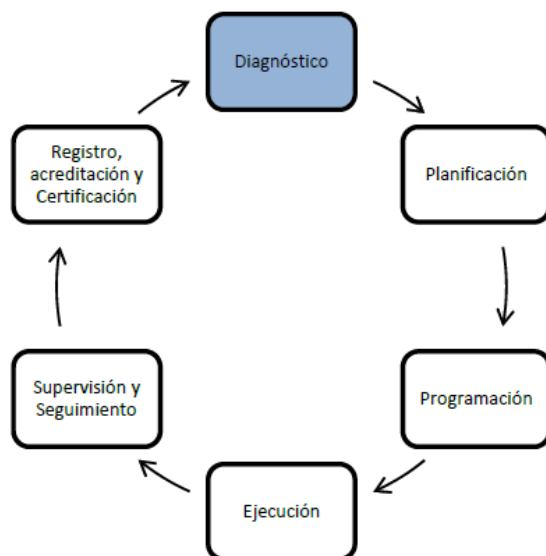 Diagnóstico
Planificación
Programación
Ejecución
Supervisión y
Seguimiento
Registro,
acreditación y
Certificación